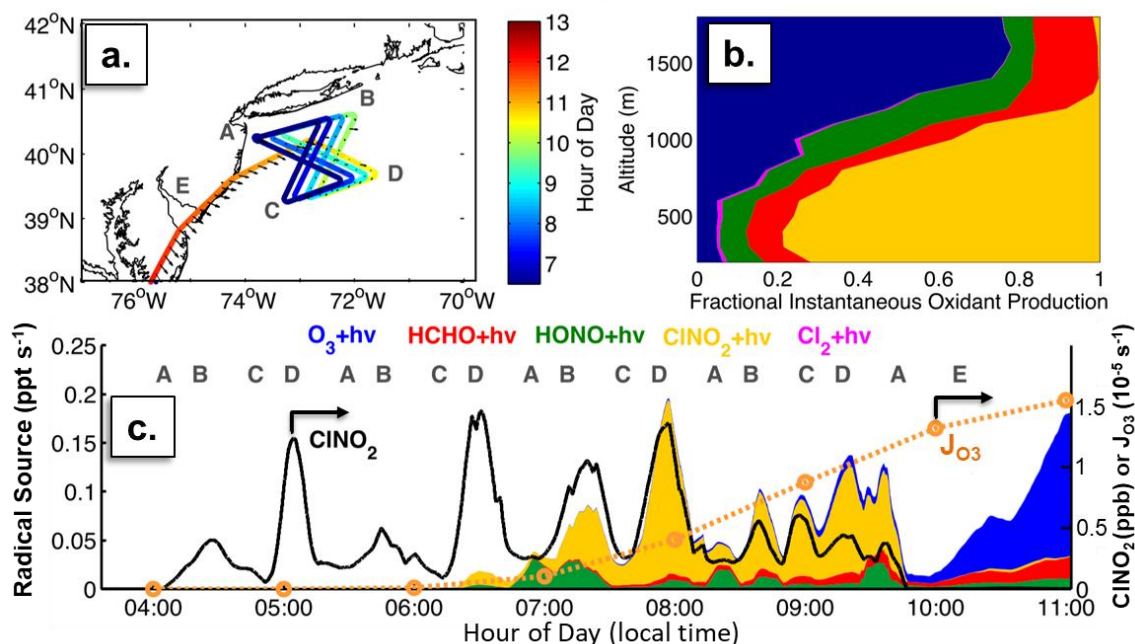 a.
42°N
41°N
40°N
39°N
38°N
76°W
74°W
72°W
70°W
A
B
C
D
E
13
12
11
10
9
8
7
Hour of Day
b.
1500
1000
500
Altitude (m)
0
0.2
0.4
0.6
0.8
1
Fractional Instantaneous Oxidant Production
O₃+hv
HCHO+hv
HONO+hv
ClNO₂+hv
Cl₂+hv
c.
0.25
0.2
0.15
0.1
0.05
0
Radical Source (ppt s⁻¹)
A B C D A B C D A B C D A B C D A E
ClNO₂
J_O3
1.5
1
0.5
0
ClNO₂ (ppb) or J_O3 (10⁻⁵ s⁻¹)
04:00 05:00 06:00 07:00 08:00 09:00 10:00 11:00
Hour of Day (local time)